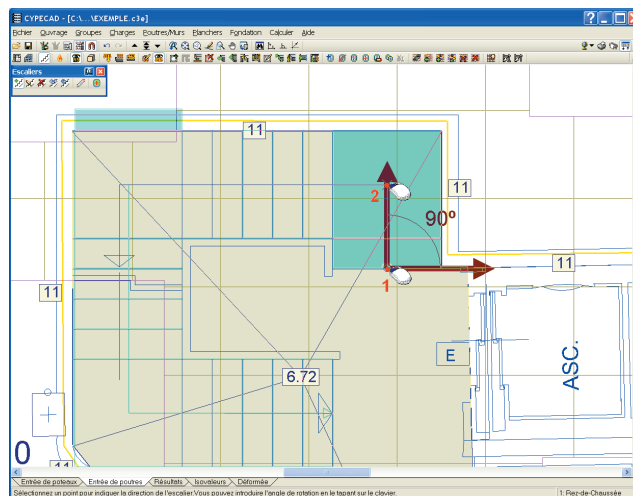 CYPECAD - [C:\...\EXEMPLE.c3e]
Fichier Ouvrage Groupes Charges Poutres/Murs Planchers Fondation Calculer Aide
Escaliers
11
11
2
90º
11
1
11
E
ASC.
6.72
0
11
Entrée de poteaux Entrée de poutres Résultats Isovaleurs Déformée
Sélectionnez un point pour indiquer la direction de l'escalier.Vous pouvez introduire l'angle de rotation en le tapant sur le clavier.
1: Rez-de-Chaussée